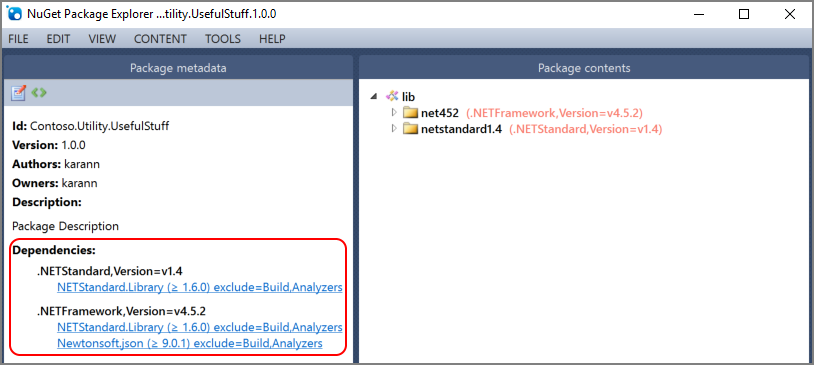 NuGet Package Explorer ...tility.UsefulStuff.1.0.0
FILE EDIT VIEW CONTENT TOOLS HELP
Package metadata
Id: Contoso.Utility.UsefulStuff
Version: 1.0.0
Authors: karann
Owners: karann
Description:
Package Description
Dependencies:
.NETStandard,Version=v1.4
NETStandard.Library (≥ 1.6.0) exclude=Build,Analyzers
.NETFramework,Version=v4.5.2
NETStandard.Library (≥ 1.6.0) exclude=Build,Analyzers
Newtonsoft.json (≥ 9.0.1) exclude=Build,Analyzers
Package contents
lib
net452 (.NETFramework,Version=v4.5.2)
netstandard1.4 (.NETStandard,Version=v1.4)